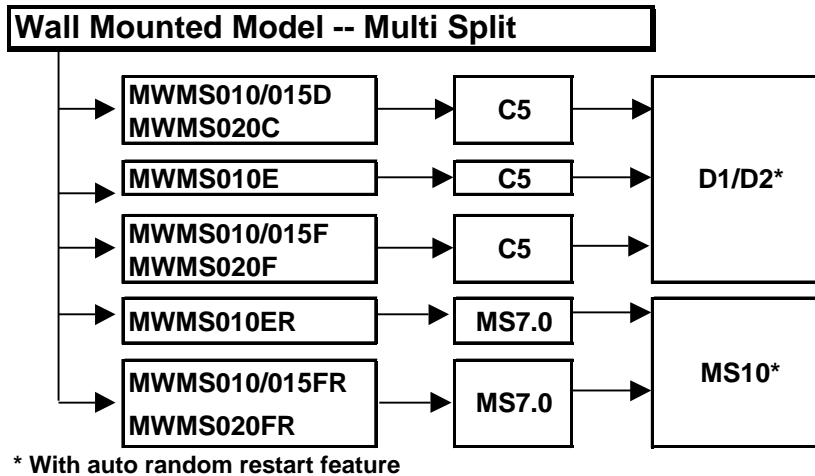 Wall Mounted Model -- Multi Split
MWMS010/015D
MWMS020C
C5
MWMS010E
C5
D1/D2*
MWMS010/015F
MWMS020F
C5
MWMS010ER
MS7.0
MS10*
MWMS010/015FR
MWMS020FR
MS7.0
* With auto random restart feature